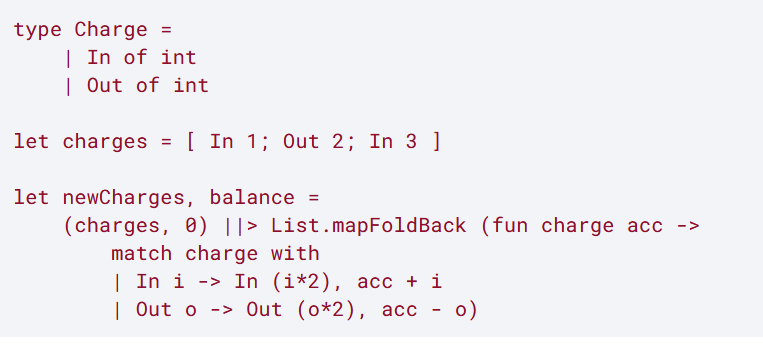 type Charge =
    | In of int
    | Out of int

let charges = [ In 1; Out 2; In 3 ]

let newCharges, balance =
    (charges, 0) ||> List.mapFoldBack (fun charge acc ->
        match charge with
        | In i -> In (i*2), acc + i
        | Out o -> Out (o*2), acc - o)